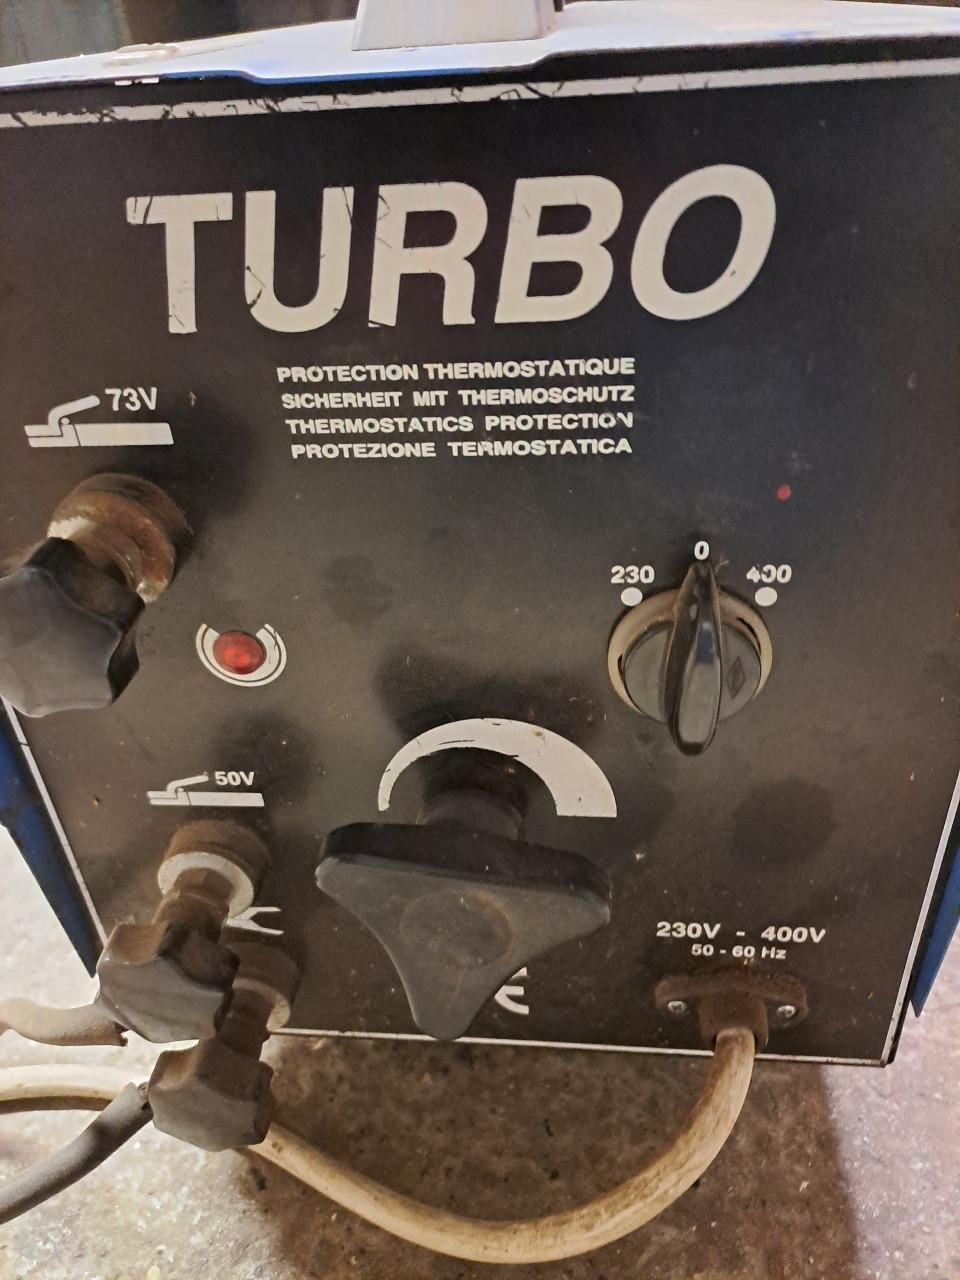 TURBO
PROTECTION THERMOSTATIQUE
SICHERHEIT MIT THERMOSCHUTZ
THERMOSTATICS PROTECTION
PROTEZIONE TERMOSTATICA
73V
0
230
400
50V
230V - 400V
50 - 60 Hz